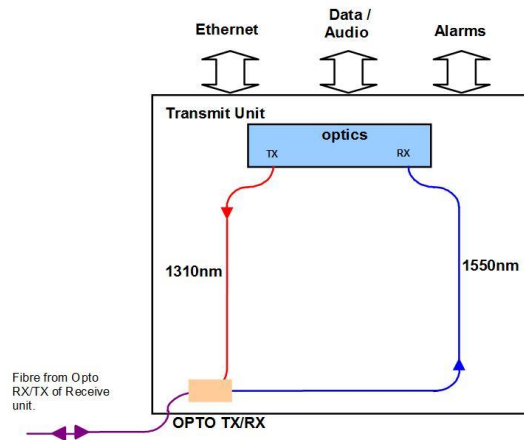 Ethernet
Data /
Audio
Alarms
Transmit Unit
optics
TX
RX
1310nm
1550nm
Fibre from Opto
RX/TX of Receive
unit.
OPTO TX/RX